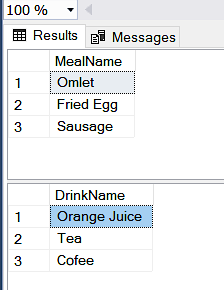 100 %
Results Messages
MealName
1 Omlet
2 Fried Egg
3 Sausage
DrinkName
1 Orange Juice
2 Tea
3 Cofee